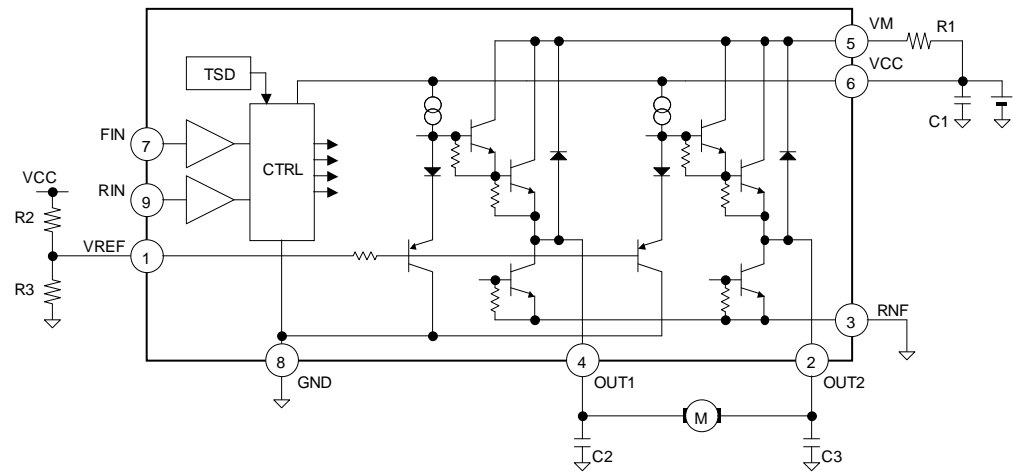 VM
R1
5
VCC
TSD
6
C1
FIN
7
CTRL
VCC
RIN
9
R2
VREF
1
R3
RNF
3
8
GND
4
OUT1
2
OUT2
M
C2
C3